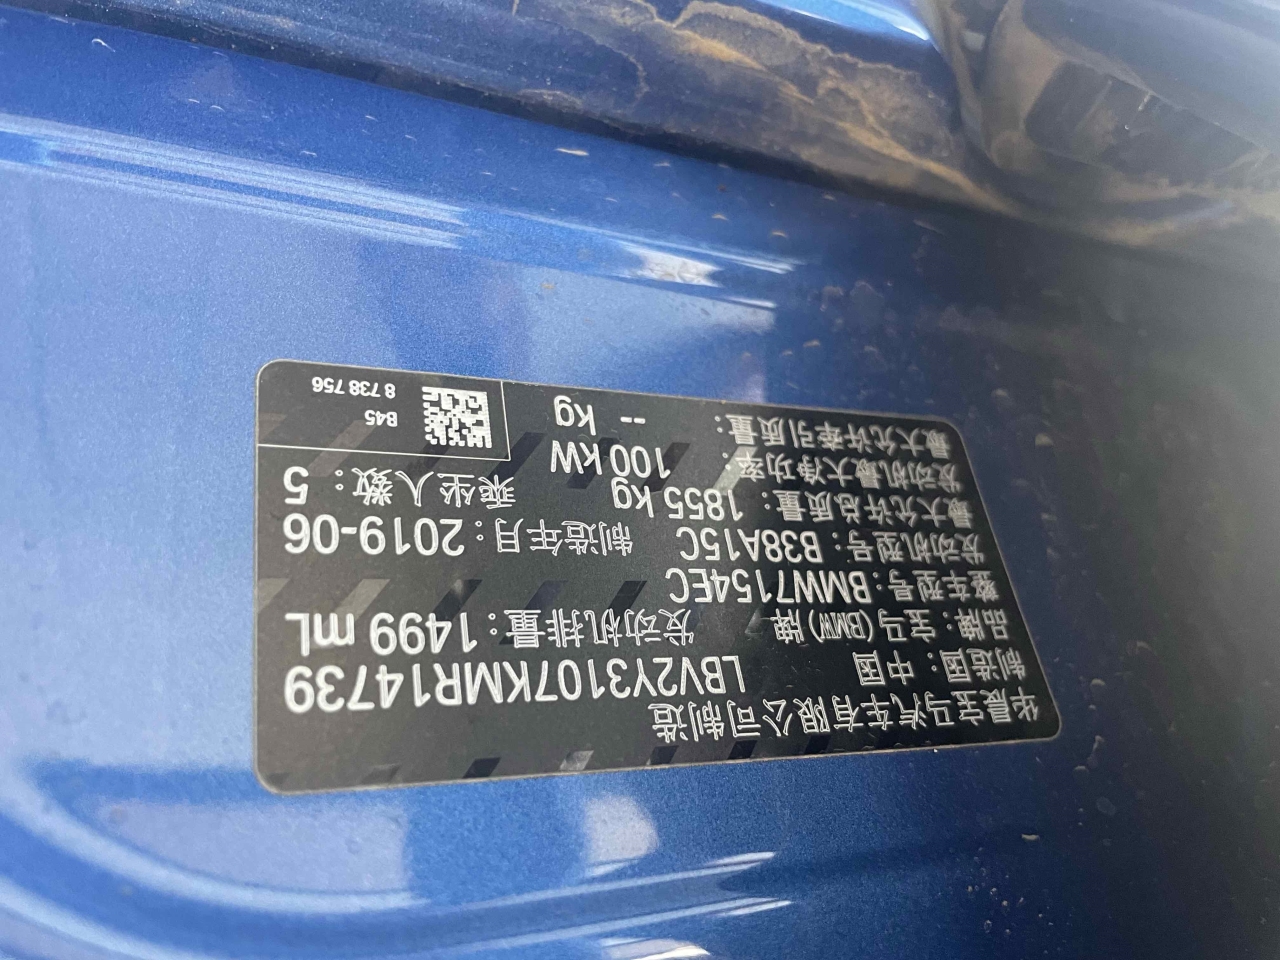 华晨宝马汽车有限公司制造
制造国：中国 LBV2Y3107KMR14739
品牌：宝马(BMW)牌 发动机排量：1499 mL
整车型号：BMW7154EC
发动机型号：B38A15C 制造年月：2019-06
最大允许总质量：1855 kg 乘坐人数：5
发动机最大净功率：100 kW
最大允许牵引质量：-- kg
B45
8 738 756